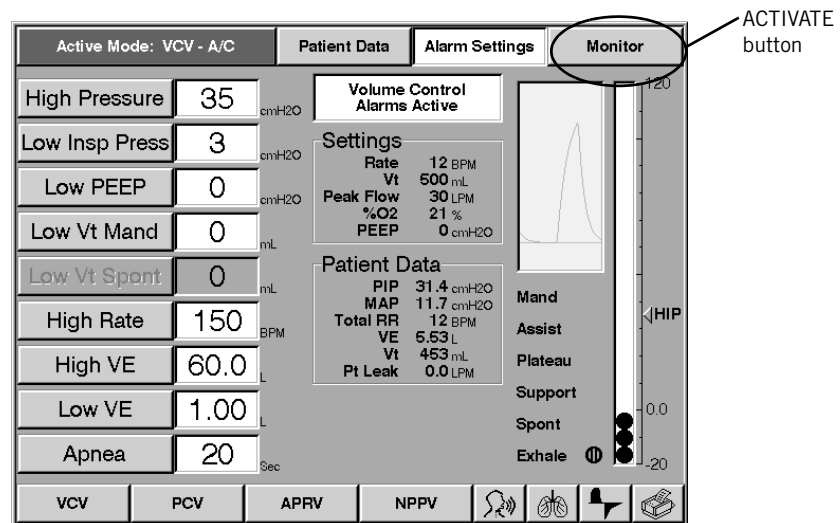 ACTIVATE
button
Active Mode: VCV - A/C
Patient Data
Alarm Settings
Monitor
High Pressure 35 cmH2O
Low Insp Press 3 cmH2O
Low PEEP 0 cmH2O
Low Vt Mand 0 mL
Low Vt Spont 0 mL
High Rate 150 BPM
High VE 60.0 L
Low VE 1.00 L
Apnea 20 Sec
Volume Control
Alarms Active
Settings
Rate 12 BPM
Vt 500 mL
Peak Flow 30 LPM
%O2 21 %
PEEP 0 cmH2O
Patient Data
PIP 31.4 cmH2O
MAP 11.7 cmH2O
Total RR 12 BPM
VE 5.53 L
Vt 463 mL
Pt Leak 0.0 LPM
Mand
Assist
Plateau
Support
Spont
Exhale
120
HIP
0.0
-20
VCV
PCV
APRV
NPPV